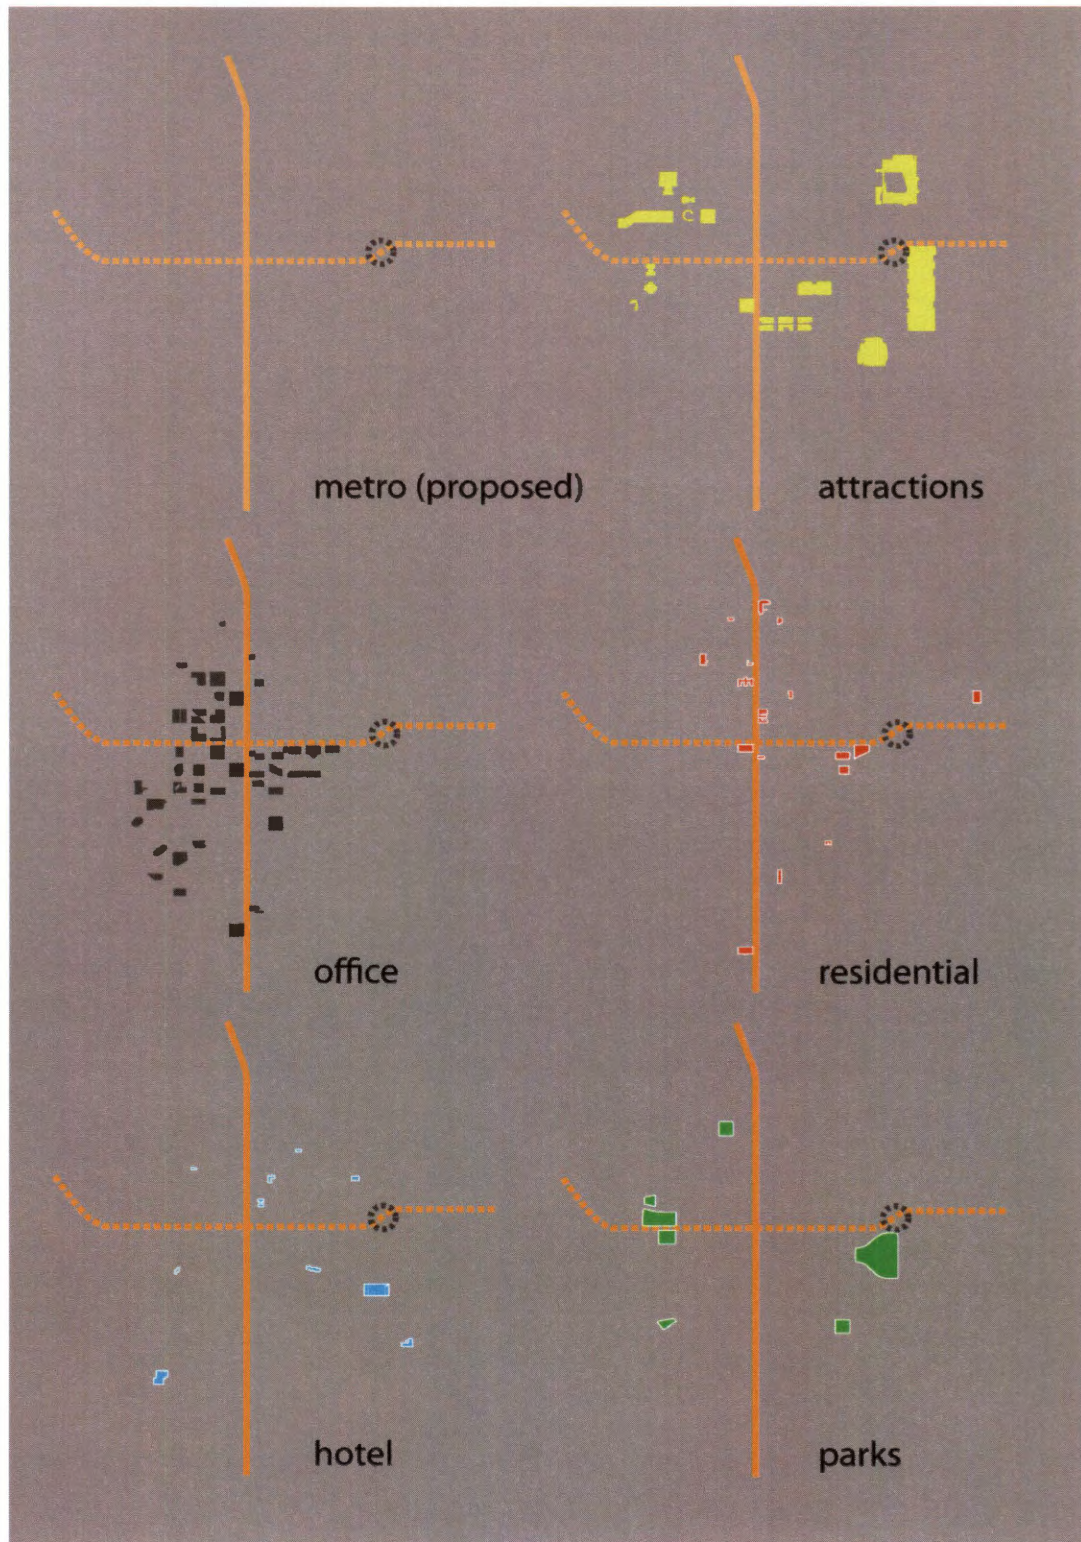 metro (proposed)
attractions
office
residential
hotel
parks